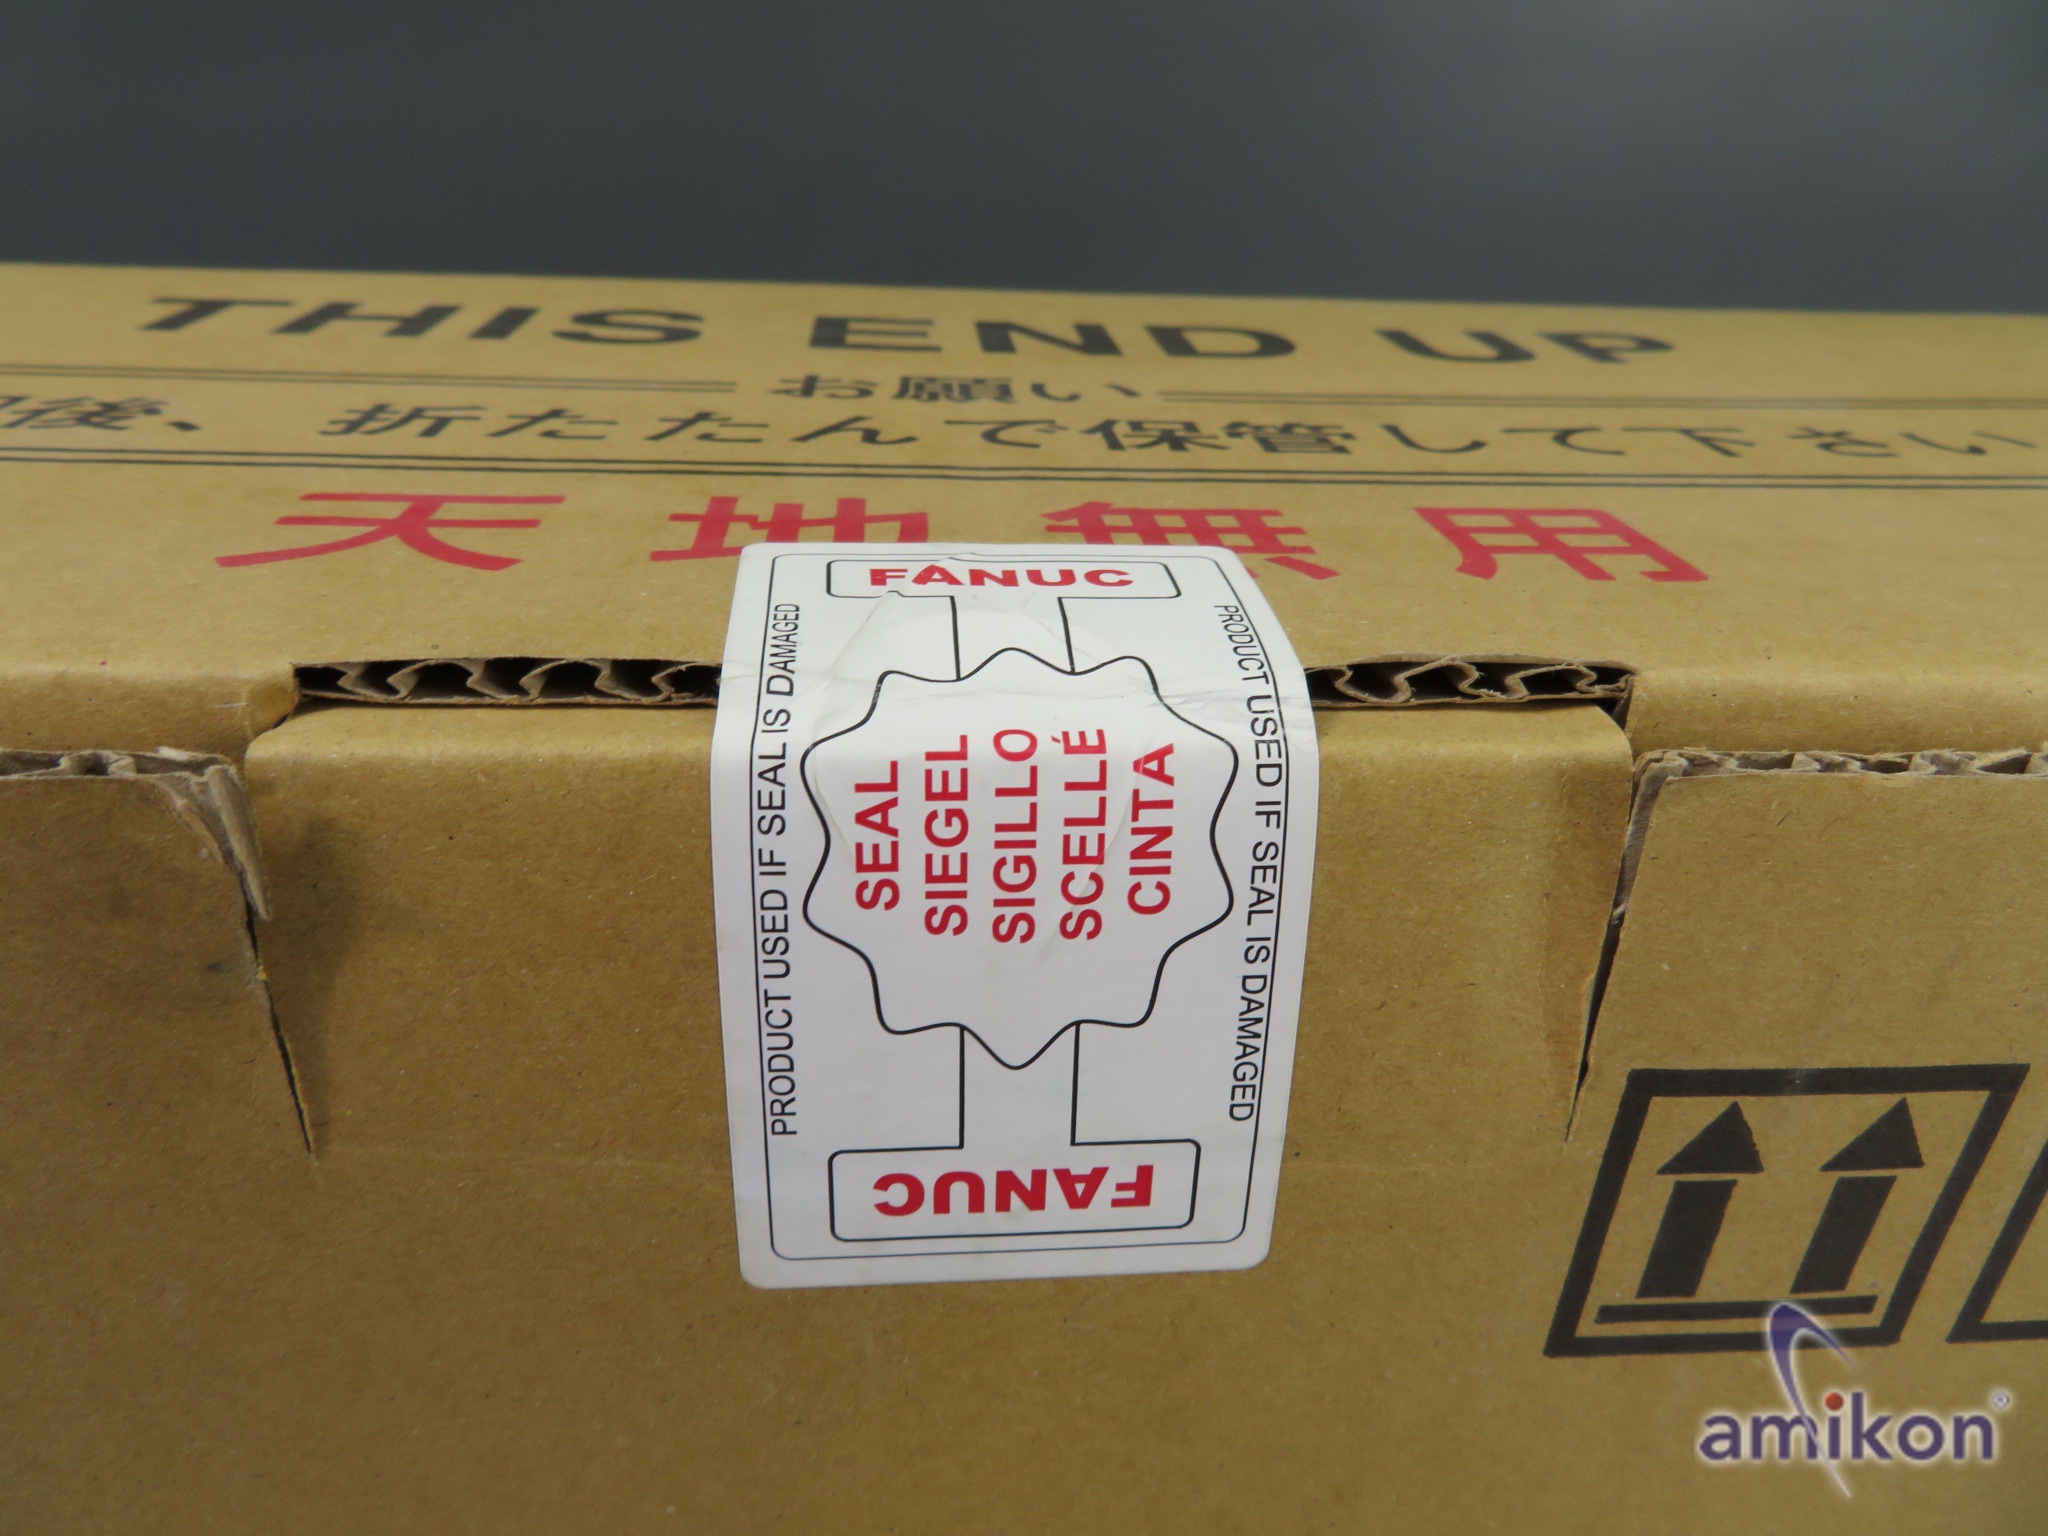 THIS END UP
お願い
後、折たたんで保管して下さい
天地無用
FANUC
PRODUCT USED IF SEAL IS DAMAGED
PRODUCT USED IF SEAL IS DAMAGED
SEAL
SIEGEL
SIGILLO
SCELLÉ
CINTA
FANUC
amikon®